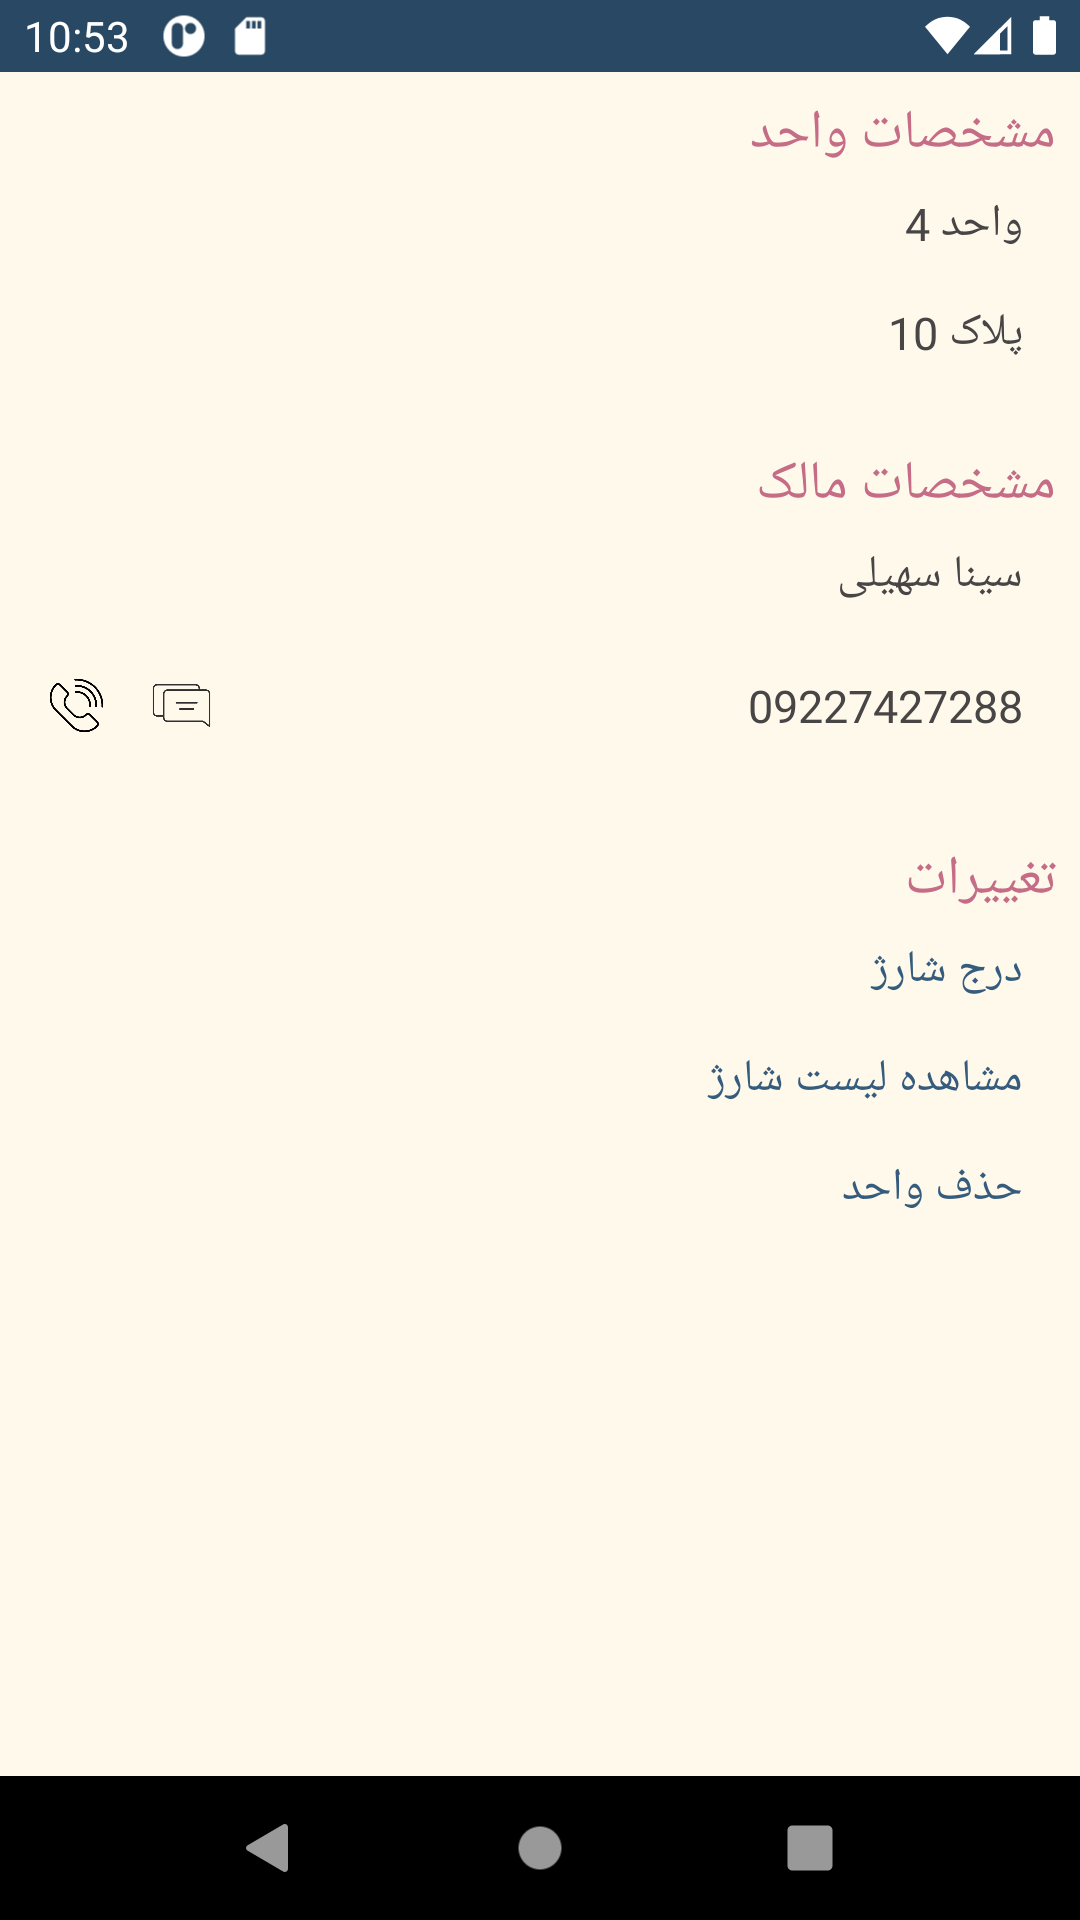 10:53
مشخصات واحد
واحد 4
پلاک 10
مشخصات مالک
سینا سهیلی
09227427288
تغییرات
درج شارژ
مشاهده لیست شارژ
حذف واحد